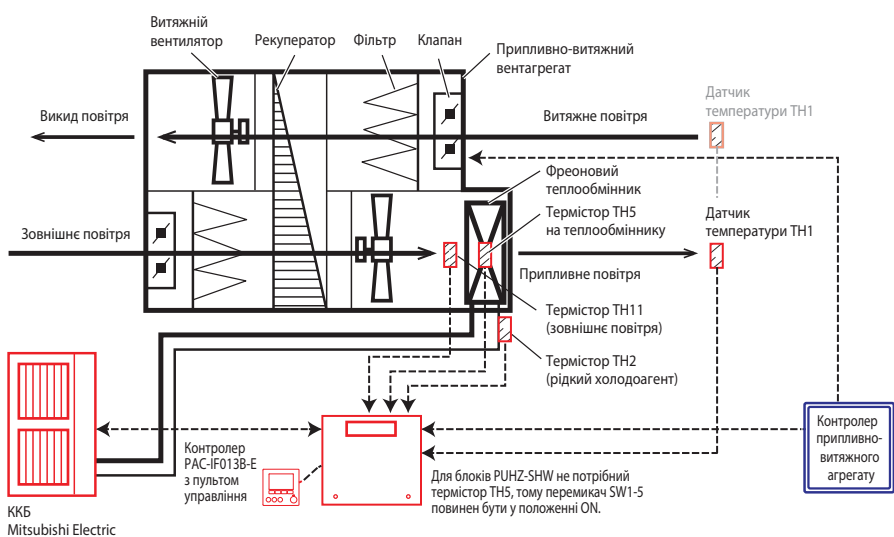 Витяжній
вентилятор
Рекуператор
Фільтр
Клапан
Припливно-витяжний
вентагрегат
Викид повітря
Витяжне повітря
Датчик
температури TH1
Фреоновий
теплообмінник
Термістор TH5
на теплообміннику
Датчик
температури TH1
Зовнішнє повітря
Припливне повітря
Термістор TH11
(зовнішнє повітря)
Термістор TH2
(рідкий холодоагент)
Контролер
PAC-IF013B-E
з пультом
управління
Для блоків PUHZ-SHW не потрібний
термістор TH5, тому перемикач SW1-5
повинен бути у положенні ON.
Контролер
припливно-
витяжного
агрегату
ККБ
Mitsubishi Electric